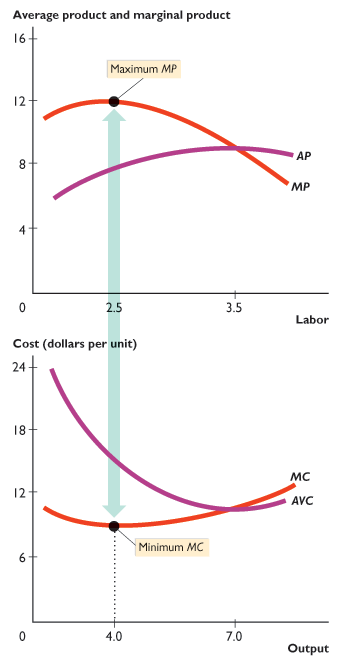 Average product and marginal product
16
Maximum MP
12
AP
8
MP
4
0
2.5
3.5
Labor
Cost (dollars per unit)
24
18
MC
12
AVC
Minimum MC
6
0
4.0
7.0
Output